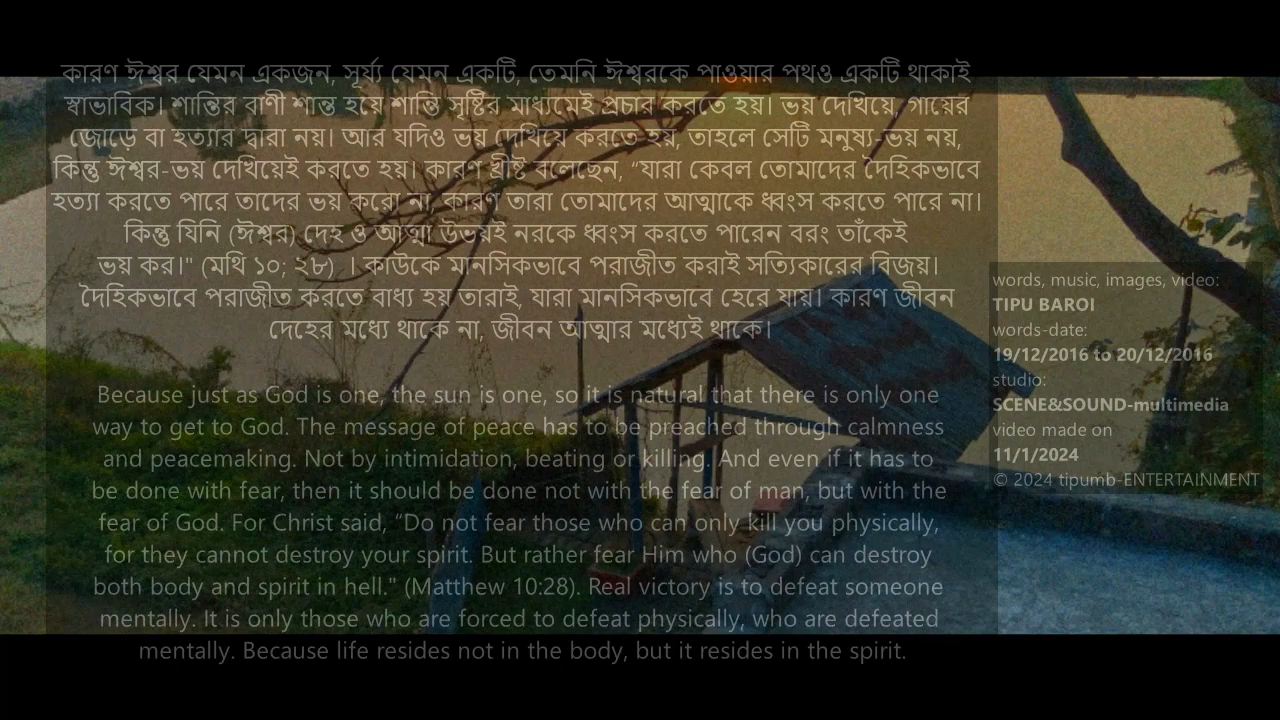 কারণ ঈশ্বর যেমন একজন, সূর্য্য যেমন একটি, তেমনি ঈশ্বরকে পাওয়ার পথও একটি থাকাই
স্বাভাবিক। শান্তির বাণী শান্ত হয়ে শান্তি সৃষ্টির মাধ্যমেই প্রচার করতে হয়। ভয় দেখিয়ে, গায়ের
জোড়ে বা হত্যার দ্বারা নয়। আর যদিও ভয় দেখিয়ে করতে হয়, তাহলে সেটি মনুষ্য-ভয় নয়,
কিন্তু ঈশ্বর-ভয় দেখিয়েই করতে হয়। কারণ খ্রীষ্ট বলেছেন, “যারা কেবল তোমাদের দৈহিকভাবে
হত্যা করতে পারে তাদের ভয় করো না, কারণ তারা তোমাদের আত্মাকে ধ্বংস করতে পারে না।
কিন্তু যিনি (ঈশ্বর) দেহ ও আত্মা উভয়ই নরকে ধ্বংস করতে পারেন বরং তাঁকেই
ভয় কর।" (মথি ১০; ২৮) । কাউকে মানসিকভাবে পরাজীত করাই সত্যিকারের বিজয়।
দৈহিকভাবে পরাজীত করতে বাধ্য হয় তারাই, যারা মানসিকভাবে হেরে যায়। কারণ জীবন
দেহের মধ্যে থাকে না, জীবন আত্মার মধ্যেই থাকে।
Because just as God is one, the sun is one, so it is natural that there is only one
way to get to God. The message of peace has to be preached through calmness
and peacemaking. Not by intimidation, beating or killing. And even if it has to
be done with fear, then it should be done not with the fear of man, but with the
fear of God. For Christ said, “Do not fear those who can only kill you physically,
for they cannot destroy your spirit. But rather fear Him who (God) can destroy
both body and spirit in hell." (Matthew 10:28). Real victory is to defeat someone
mentally. It is only those who are forced to defeat physically, who are defeated
mentally. Because life resides not in the body, but it resides in the spirit.
words, music, images, video:
TIPU BAROI
words-date:
19/12/2016 to 20/12/2016
studio:
SCENE&SOUND-multimedia
video made on
11/1/2024
© 2024 tipumb-ENTERTAINMENT